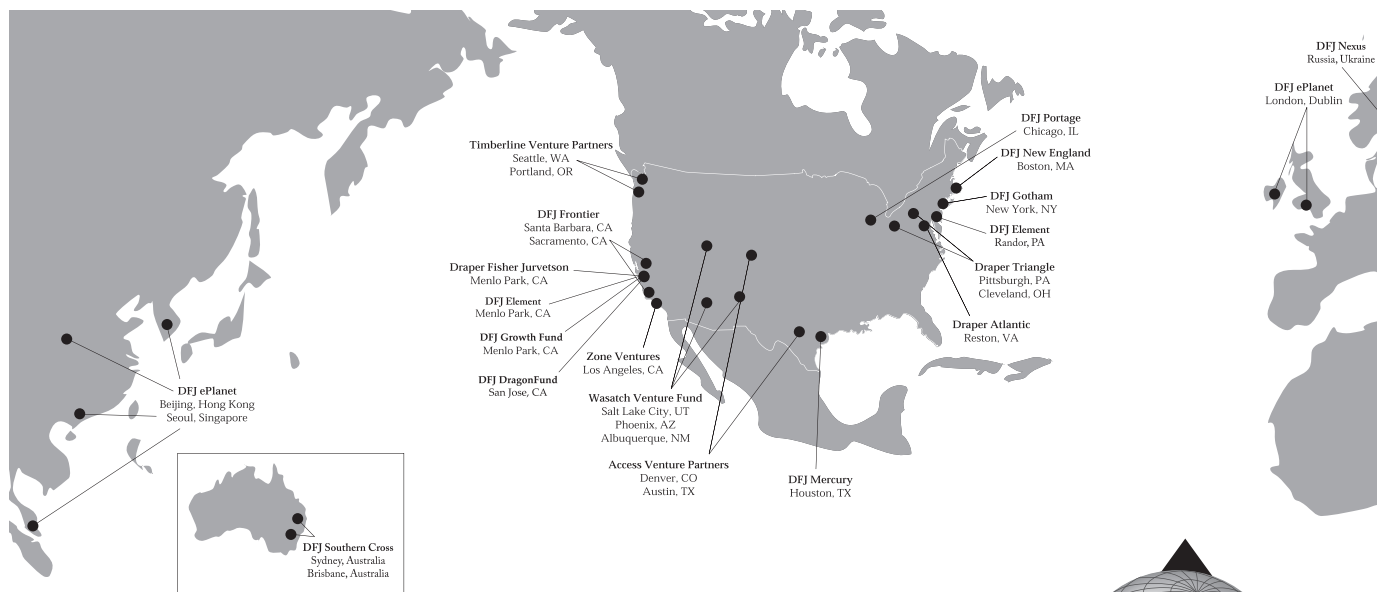 DFJ Nexus
Russia, Ukraine
DFJ ePlanet
London, Dublin
DFJ Portage
Chicago, IL
Timberline Venture Partners
Seattle, WA
Portland, OR
DFJ New England
Boston, MA
DFJ Gotham
New York, NY
DFJ Frontier
Santa Barbara, CA
Sacramento, CA
DFJ Element
Randor, PA
Draper Fisher Jurvetson
Menlo Park, CA
Draper Triangle
Pittsburgh, PA
Cleveland, OH
DFJ Element
Menlo Park, CA
Draper Atlantic
Reston, VA
DFJ Growth Fund
Menlo Park, CA
Zone Ventures
Los Angeles, CA
DFJ DragonFund
San Jose, CA
DFJ ePlanet
Beijing, Hong Kong
Seoul, Singapore
Wasatch Venture Fund
Salt Lake City, UT
Phoenix, AZ
Albuquerque, NM
Access Venture Partners
Denver, CO
Austin, TX
DFJ Mercury
Houston, TX
DFJ Southern Cross
Sydney, Australia
Brisbane, Australia